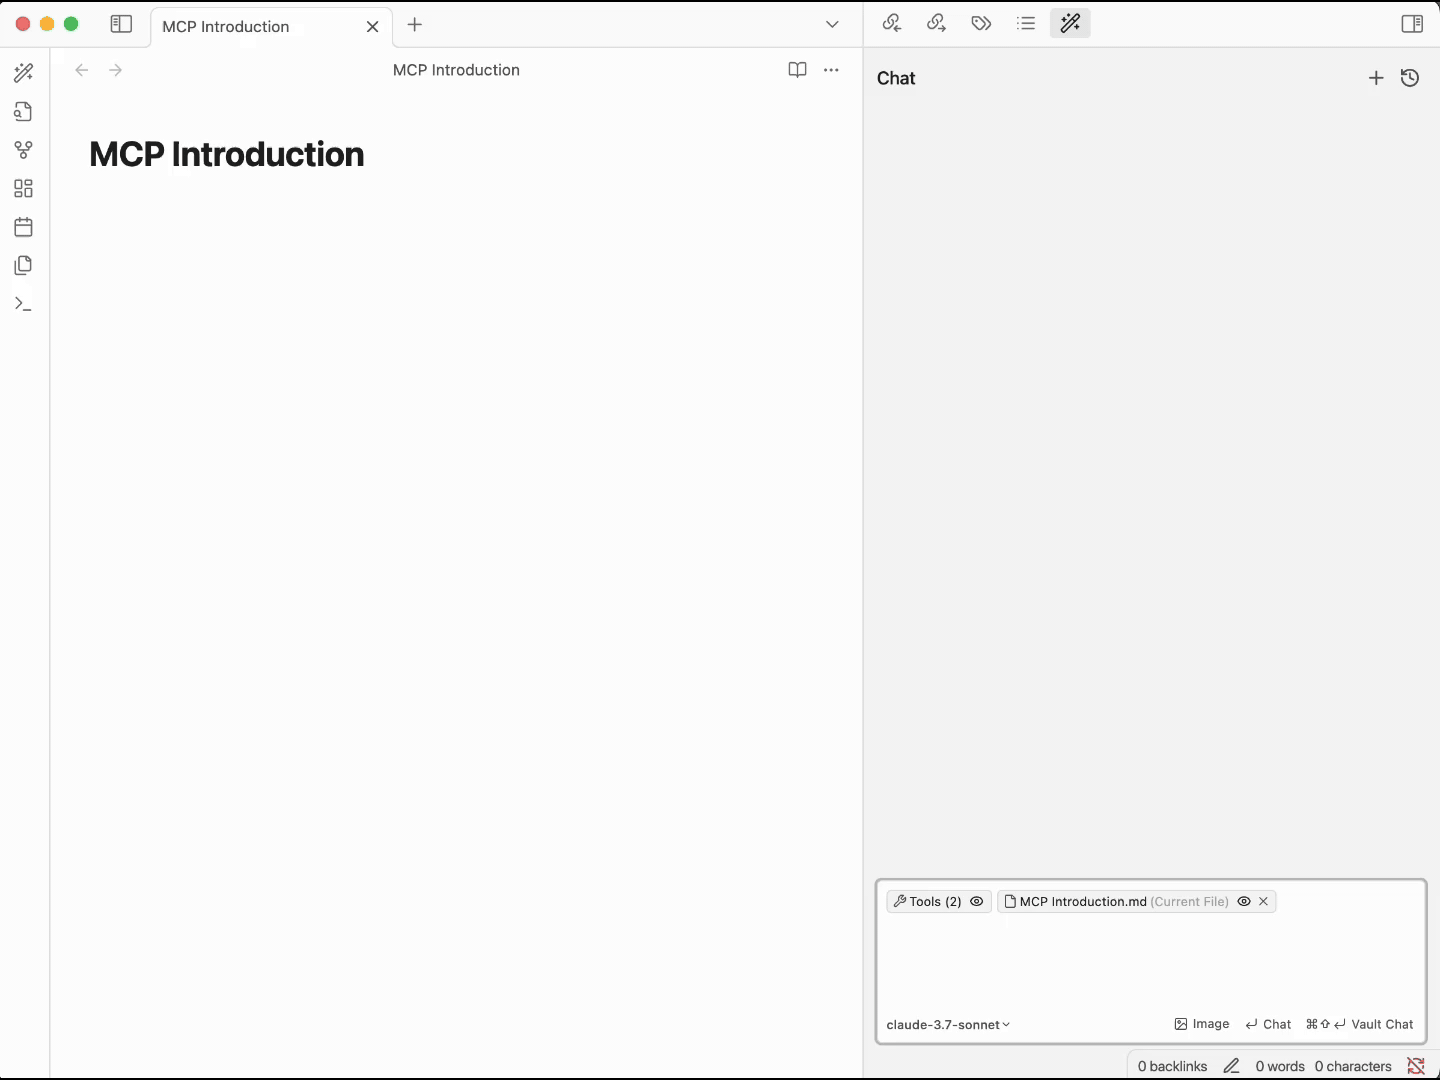 MCP Introduction
MCP Introduction
MCP Introduction
Chat
Tools (2)
MCP Introduction.md (Current File)
claude-3.7-sonnet
Image
Chat
⌘⇧↵ Vault Chat
0 backlinks
0 words
0 characters